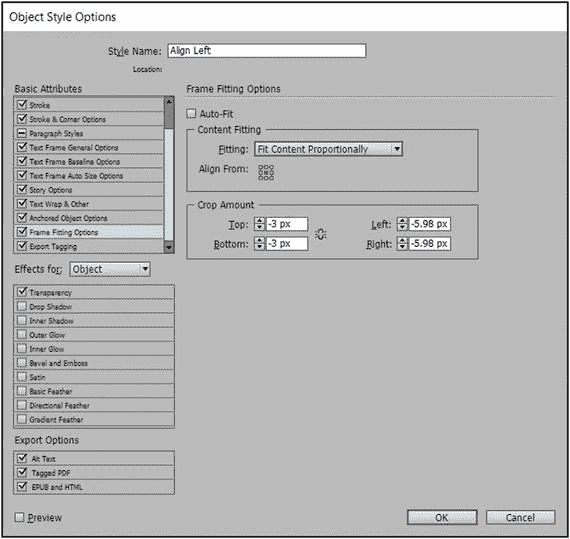 Object Style Options
Style Name: Align Left
Location:
Basic Attributes
Stroke
Stroke & Corner Options
Paragraph Styles
Text Frame General Options
Text Frame Baseline Options
Text Frame Auto Size Options
Story Options
Text Wrap & Other
Anchored Object Options
Frame Fitting Options
Export Tagging
Effects for: Object
Transparency
Drop Shadow
Inner Shadow
Outer Glow
Inner Glow
Bevel and Emboss
Satin
Basic Feather
Directional Feather
Gradient Feather
Export Options
Alt Text
Tagged PDF
EPUB and HTML
Preview
Frame Fitting Options
Auto-Fit
Content Fitting
Fitting: Fit Content Proportionally
Align From:
Crop Amount
Top: -3 px Left: -5.98 px
Bottom: -3 px Right: -5.98 px
OK Cancel